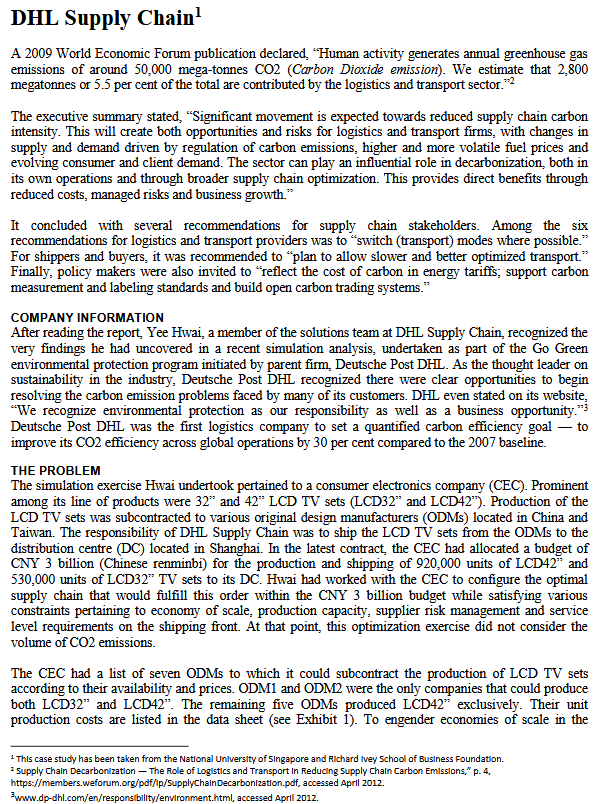 DHL Supply Chain¹
A 2009 World Economic Forum publication declared, “Human activity generates annual greenhouse gas
emissions of around 50,000 mega-tonnes CO2 (Carbon Dioxide emission). We estimate that 2,800
megatonnes or 5.5 per cent of the total are contributed by the logistics and transport sector.”²
The executive summary stated, “Significant movement is expected towards reduced supply chain carbon
intensity. This will create both opportunities and risks for logistics and transport firms, with changes in
supply and demand driven by regulation of carbon emissions, higher and more volatile fuel prices and
evolving consumer and client demand. The sector can play an influential role in decarbonization, both in
its own operations and through broader supply chain optimization. This provides direct benefits through
reduced costs, managed risks and business growth.”
It concluded with several recommendations for supply chain stakeholders. Among the six
recommendations for logistics and transport providers was to “switch (transport) modes where possible.”
For shippers and buyers, it was recommended to “plan to allow slower and better optimized transport.”
Finally, policy makers were also invited to “reflect the cost of carbon in energy tariffs; support carbon
measurement and labeling standards and build open carbon trading systems.”
COMPANY INFORMATION
After reading the report, Yee Hwai, a member of the solutions team at DHL Supply Chain, recognized the
very findings he had uncovered in a recent simulation analysis, undertaken as part of the Go Green
environmental protection program initiated by parent firm, Deutsche Post DHL. As the thought leader on
sustainability in the industry, Deutsche Post DHL recognized there were clear opportunities to begin
resolving the carbon emission problems faced by many of its customers. DHL even stated on its website,
“We recognize environmental protection as our responsibility as well as a business opportunity.”³
Deutsche Post DHL was the first logistics company to set a quantified carbon efficiency goal — to
improve its CO2 efficiency across global operations by 30 per cent compared to the 2007 baseline.
THE PROBLEM
The simulation exercise Hwai undertook pertained to a consumer electronics company (CEC). Prominent
among its line of products were 32” and 42” LCD TV sets (LCD32” and LCD42”). Production of the
LCD TV sets was subcontracted to various original design manufacturers (ODMs) located in China and
Taiwan. The responsibility of DHL Supply Chain was to ship the LCD TV sets from the ODMs to the
distribution centre (DC) located in Shanghai. In the latest contract, the CEC had allocated a budget of
CNY 3 billion (Chinese renminbi) for the production and shipping of 920,000 units of LCD42” and
530,000 units of LCD32” TV sets to its DC. Hwai had worked with the CEC to configure the optimal
supply chain that would fulfill this order within the CNY 3 billion budget while satisfying various
constraints pertaining to economy of scale, production capacity, supplier risk management and service
level requirements on the shipping front. At that point, this optimization exercise did not consider the
volume of CO2 emissions.
The CEC had a list of seven ODMs to which it could subcontract the production of LCD TV sets
according to their availability and prices. ODM1 and ODM2 were the only companies that could produce
both LCD32” and LCD42”. The remaining five ODMs produced LCD42” exclusively. Their unit
production costs are listed in the data sheet (see Exhibit 1). To engender economies of scale in the
¹ This case study has been taken from the National University of Singapore and Richard Ivey School of Business Foundation.
² Supply Chain Decarbonization — The Role of Logistics and Transport in Reducing Supply Chain Carbon Emissions,” p. 4,
https://members.weforum.org/pdf/ip/SupplyChainDecarbonization.pdf, accessed April 2012.
³www.dp-dhl.com/en/responsibility/environment.html, accessed April 2012.